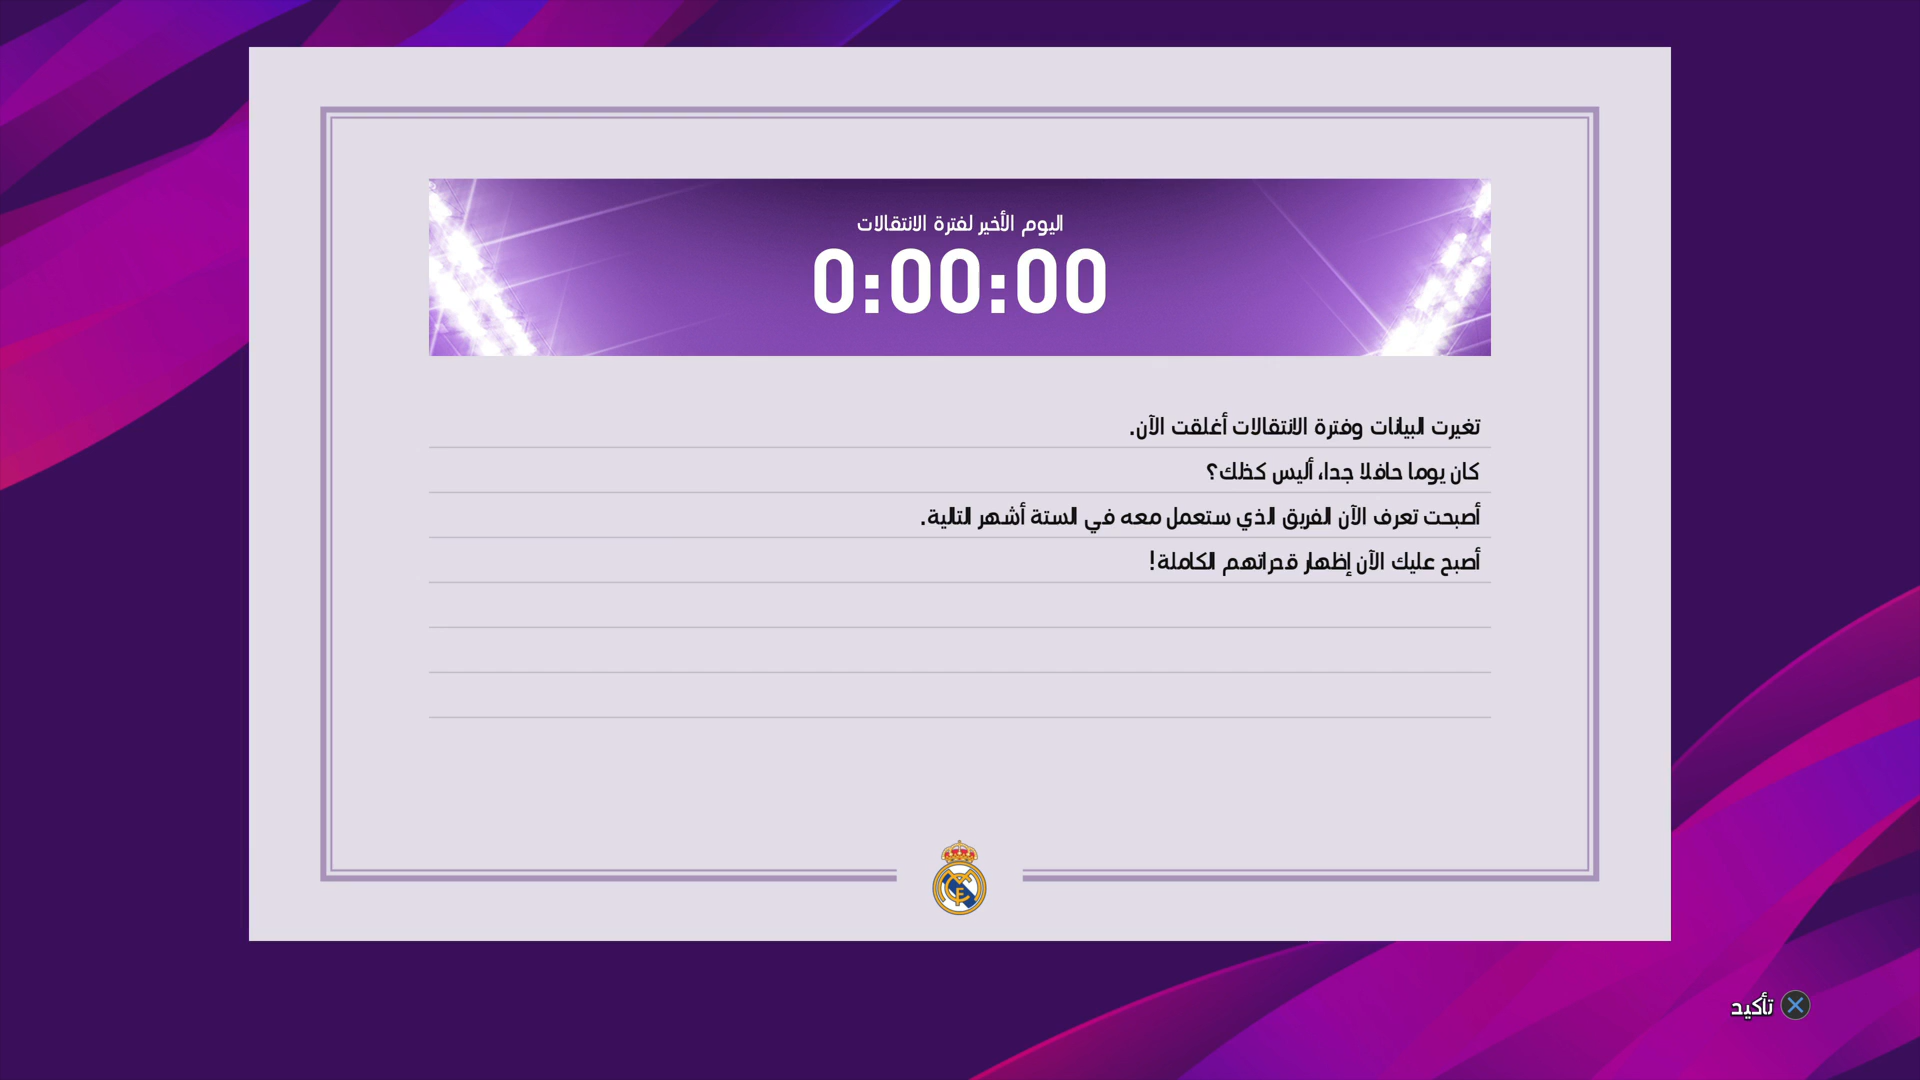 اليوم الأخير لفترة الانتقالات
0:00:00
تغيرت البيانات وفترة الانتقالات أغلقت الآن.
كان يوما حافلا جدا، أليس كذلك؟
أصبحت تعرف الآن الفريق الذي ستعمل معه في الستة أشهر التالية.
أصبح عليك الآن إظهار قدراتهم الكاملة!
تأكيد